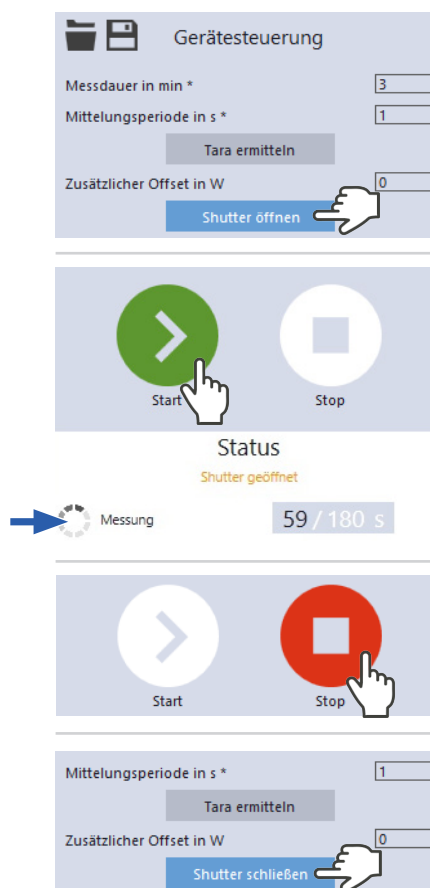 Gerätesteuerung
Messdauer in min * 3
Mittelungsperiode in s * 1
Tara ermitteln
Zusätzlicher Offset in W 0
Shutter öffnen
Start Stop
Status
Shutter geöffnet
Messung 59 / 180 s
Start Stop
Mittelungsperiode in s * 1
Tara ermitteln
Zusätzlicher Offset in W 0
Shutter schließen